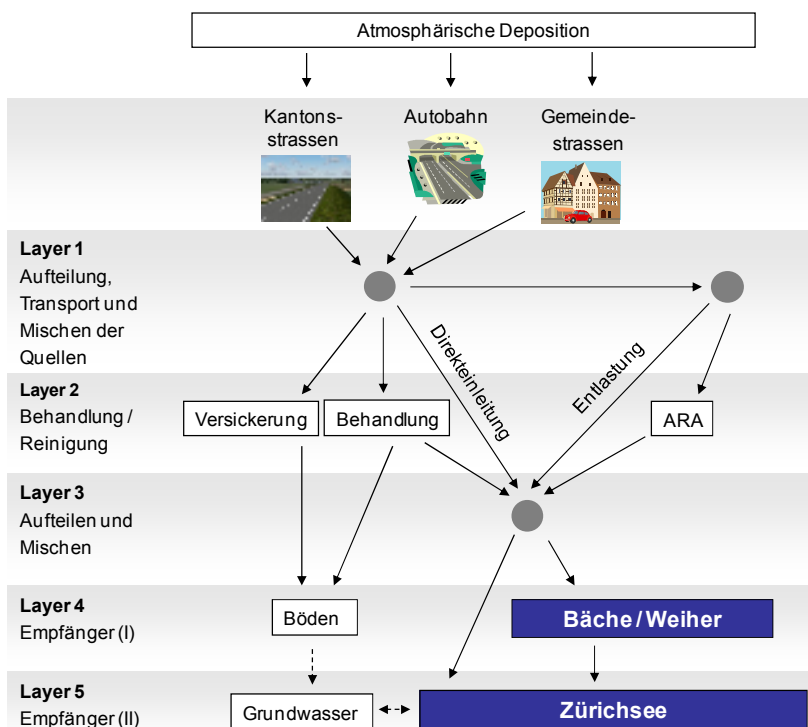 Atmosphärische Deposition
Kantons-
strassen
Autobahn
Gemeinde-
strassen
Layer 1
Aufteilung,
Transport und
Mischen der
Quellen
Direkteinleitung
Entlastung
Layer 2
Behandlung /
Reinigung
Versickerung
Behandlung
ARA
Layer 3
Aufteilen und
Mischen
Layer 4
Empfänger (I)
Böden
Bäche / Weiher
Layer 5
Empfänger (II)
Grundwasser
Zürichsee